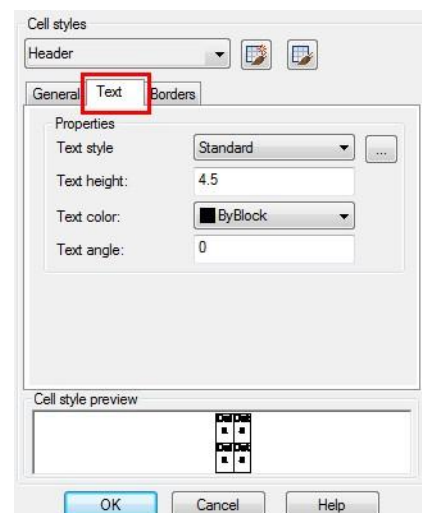 Cell styles
Header
General Text Borders
Properties
Text style Standard ...
Text height: 4.5
Text color: ByBlock
Text angle: 0
Cell style preview
OK Cancel Help